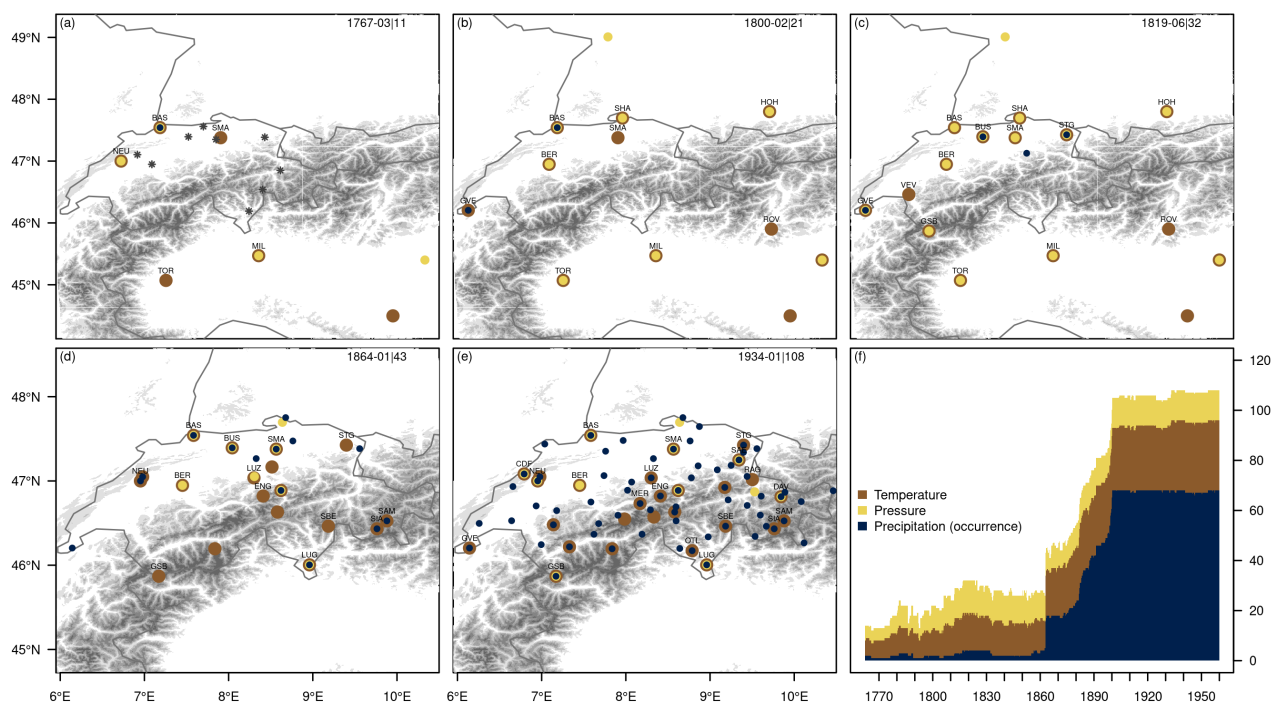 (a) 1767-03|11
BAS
SMA
NEU
MIL
TOR
49°N
48°N
47°N
46°N
45°N
(b) 1800-02|21
SHA
HOH
BAS
SMA
BER
GVE
ROV
MIL
TOR
(c) 1819-06|32
SHA
HOH
BAS
BUS
SMA
STG
BER
VEV
GVE
GSB
ROV
MIL
TOR
(d) 1864-01|43
BAS
BUS
SMA
STG
NEU
BER
LUZ
ENG
SAM
SIA
SBE
LUG
GSB
48°N
47°N
46°N
45°N
6°E 7°E 8°E 9°E 10°E
(e) 1934-01|108
BAS
SMA
STG
CDF
NEU
BER
LUZ
RAG
ENG
MER
DAV
SAM
SIA
SBE
GVE
OTL
LUG
GSB
6°E 7°E 8°E 9°E 10°E
(f)
Temperature
Pressure
Precipitation (occurrence)
120
100
80
60
40
20
0
1770 1800 1830 1860 1890 1920 1950